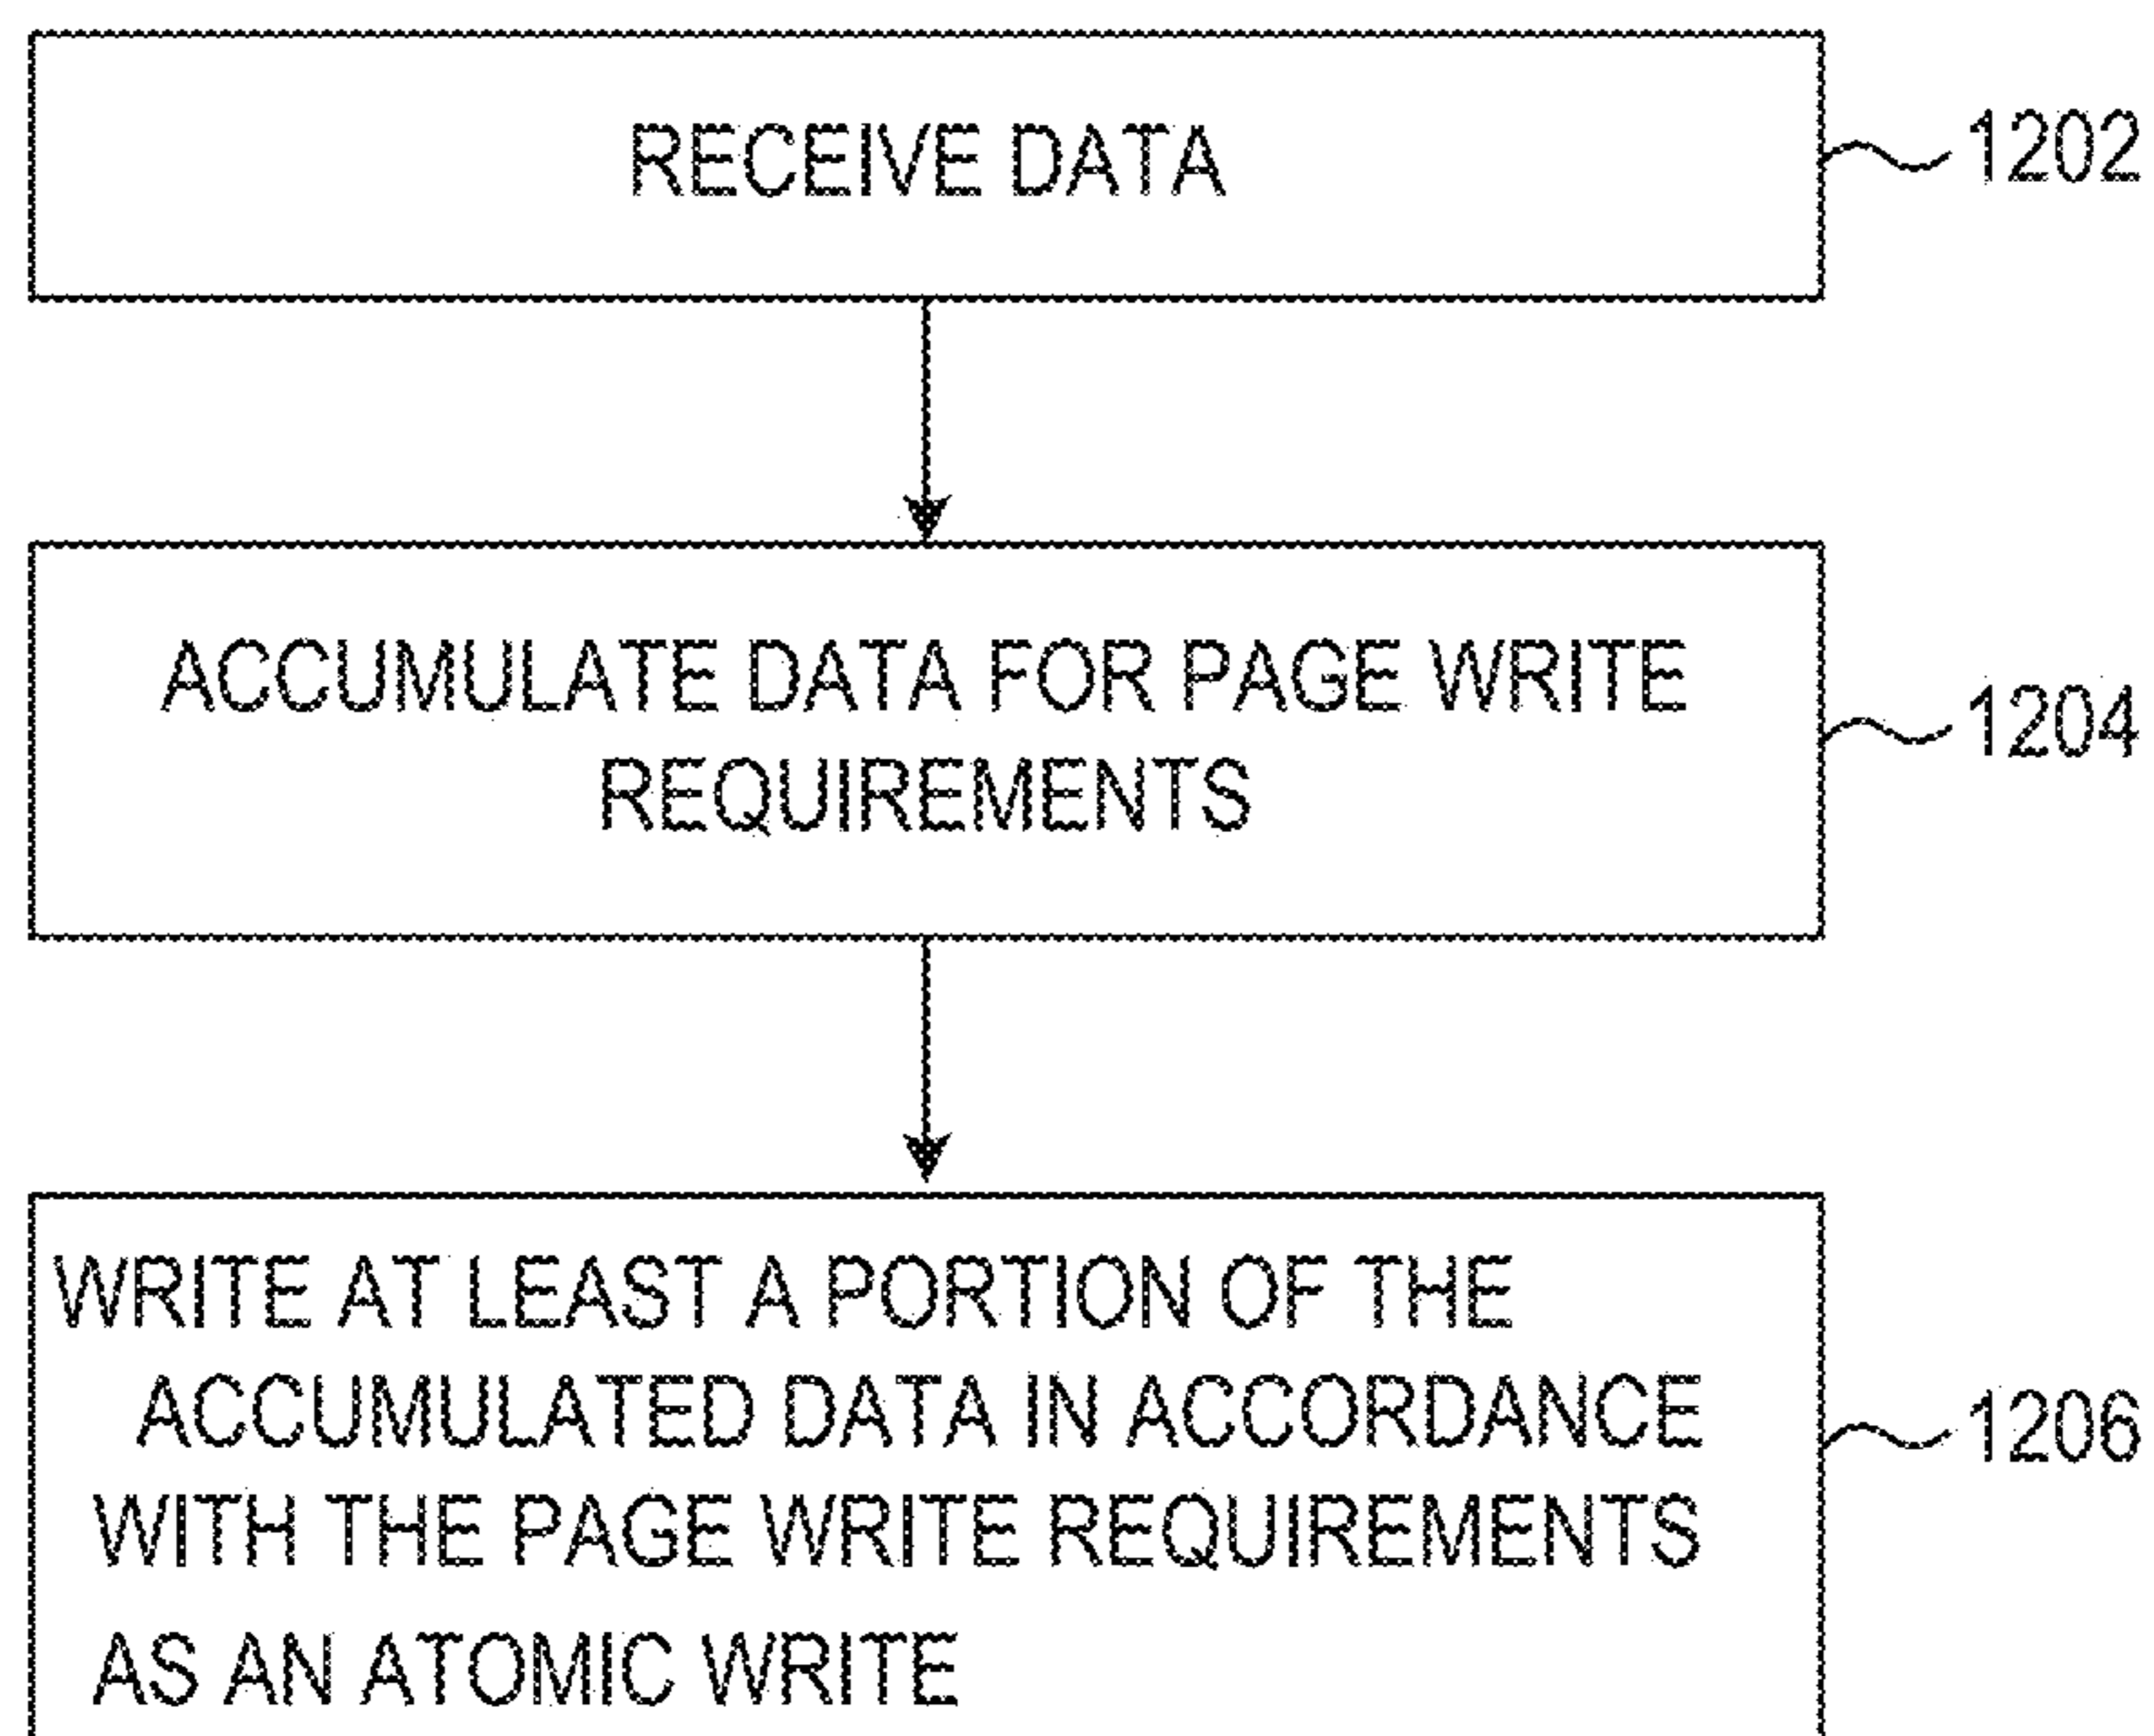 RECEIVE DATA
1202
ACCUMULATE DATA FOR PAGE WRITE
REQUIREMENTS
1204
WRITE AT LEAST A PORTION OF THE
ACCUMULATED DATA IN ACCORDANCE
WITH THE PAGE WRITE REQUIREMENTS
AS AN ATOMIC WRITE
1206